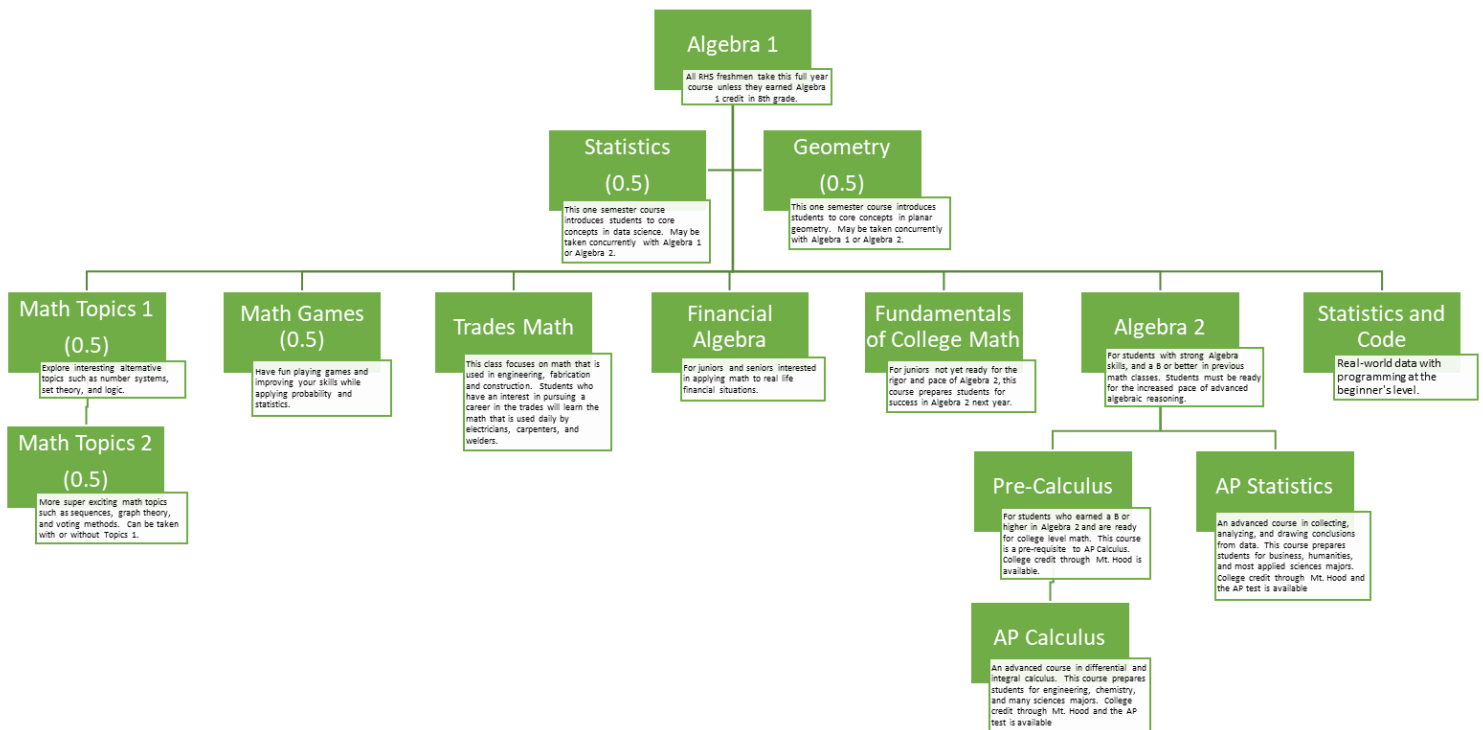 Algebra 1
All RHS freshmen take this full year
course unless they earned Algebra
1 credit in 8th grade.
Statistics
(0.5)
This one semester course
introduces students to core
concepts in data science. May be
taken concurrently with Algebra 1
or Algebra 2.
Geometry
(0.5)
This one semester course introduces
students to core concepts in planar
geometry. May be taken concurrently
with Algebra 1 or Algebra 2.
Math Topics 1
(0.5)
Explore interesting alternative
topics such as number systems,
set theory, and logic.
Math Games
(0.5)
Have fun playing games and
improving your skills while
applying probability and
statistics.
Trades Math
This class focuses on math that is
used in engineering, fabrication
and construction. Students who
have an interest in pursuing a
career in the trades will learn the
math that is used daily by
electricians, carpenters, and
welders.
Financial
Algebra
For juniors and seniors interested
in applying math to real life
financial situations.
Fundamentals
of College Math
For juniors not yet ready for the
rigor and pace of Algebra 2, this
course prepares students for
success in Algebra 2 next year.
Algebra 2
For students with strong Algebra
skills, and a B or better in previous
math classes. Students must be ready
for the increased pace of advanced
algebraic reasoning.
Statistics and
Code
Real-world data with
programming at the
beginner's level.
Math Topics 2
(0.5)
More super exciting math topics
such as sequences, graph theory,
and voting methods. Can be taken
with or without Topics 1.
Pre-Calculus
For students who earned a B or
higher in Algebra 2 and are ready
for college level math. This course
is a pre-requisite to AP Calculus.
College credit through Mt. Hood is
available.
AP Statistics
An advanced course in collecting,
analyzing, and drawing conclusions
from data. This course prepares
students for business, humanities,
and most applied sciences majors.
College credit through Mt. Hood and
the AP test is available
AP Calculus
An advanced course in differential and
integral calculus. This course prepares
students for engineering, chemistry,
and many sciences majors. College
credit through Mt. Hood and the AP
test is available